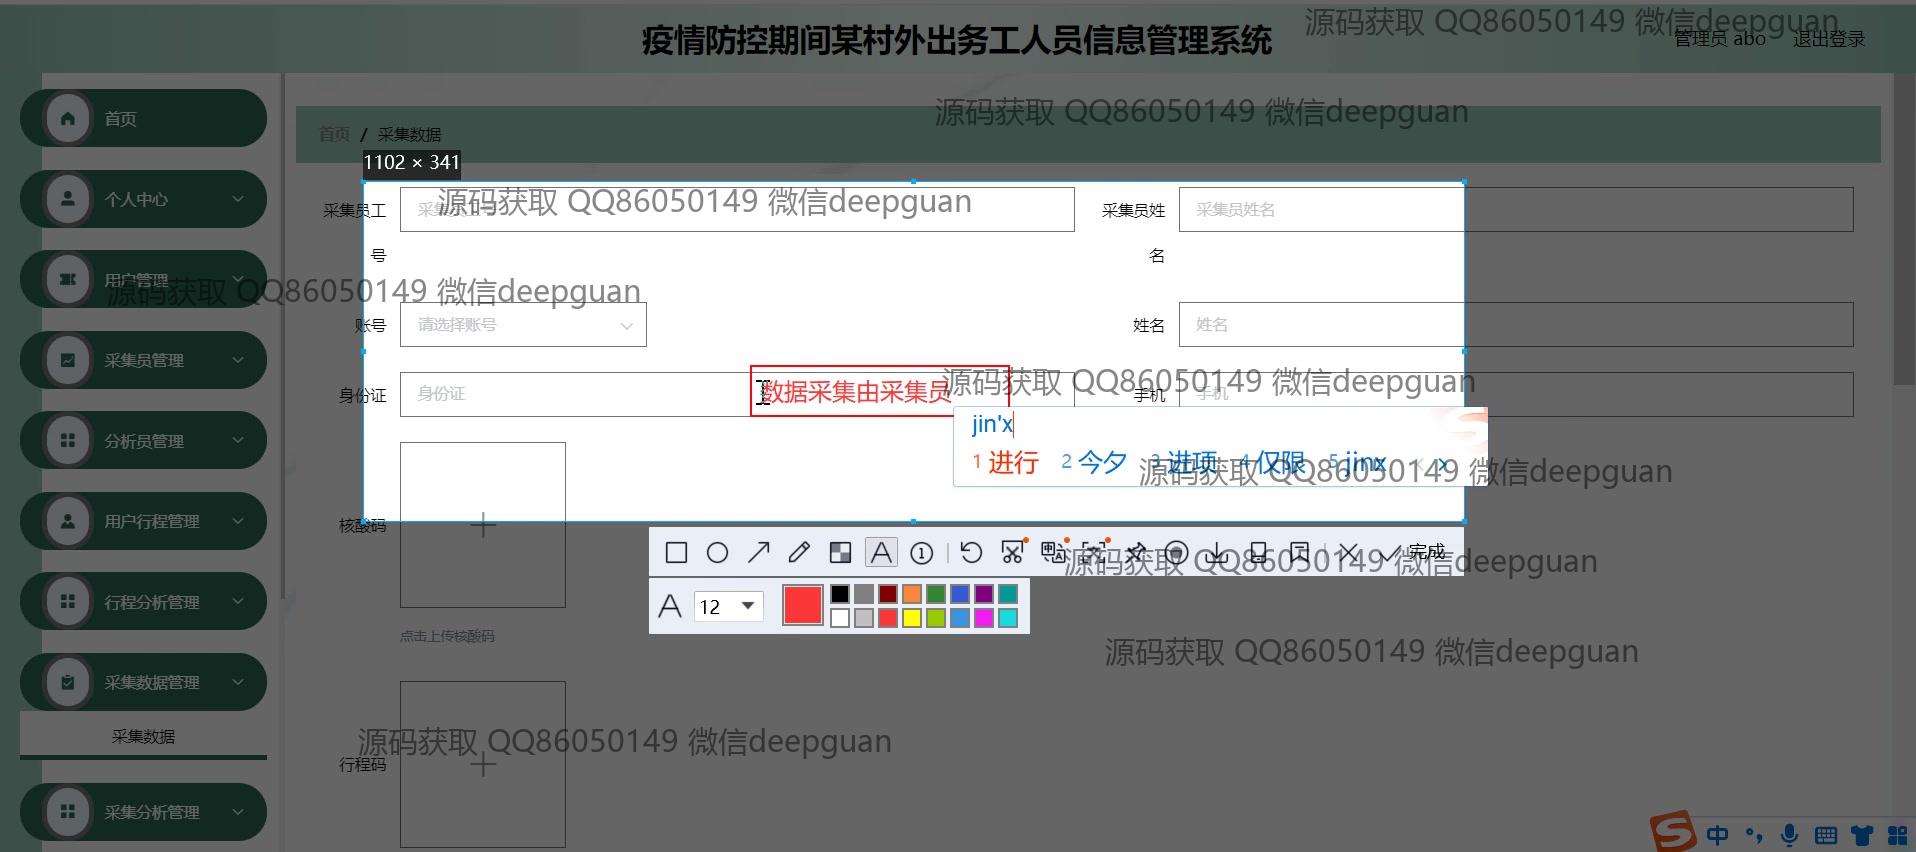 疫情防控期间某村外出务工人员信息管理系统
源码获取 QQ86050149 微信deepguan
管理员 abo 退出登录
首页
源码获取 QQ86050149 微信deepguan
首页 / 采集数据
1102 × 341
个人中心
采集员工号
源码获取 QQ86050149 微信deepguan
采集员姓名
采集员姓名
用户管理
源码获取 QQ86050149 微信deepguan
账号
请选择账号
姓名
姓名
采集员管理
身份证
身份证
数据采集由采集员
源码获取 QQ86050149 微信deepguan
手机
手机
jin'x
1 进行 2 今夕 3 进项 4 仅限 5 jinx
源码获取 QQ86050149 微信deepguan
分析员管理
用户行程管理
核酸码
完成
源码获取 QQ86050149 微信deepguan
行程分析管理
A 12
点击上传核酸码
源码获取 QQ86050149 微信deepguan
采集数据管理
采集数据
源码获取 QQ86050149 微信deepguan
行程码
采集分析管理
中